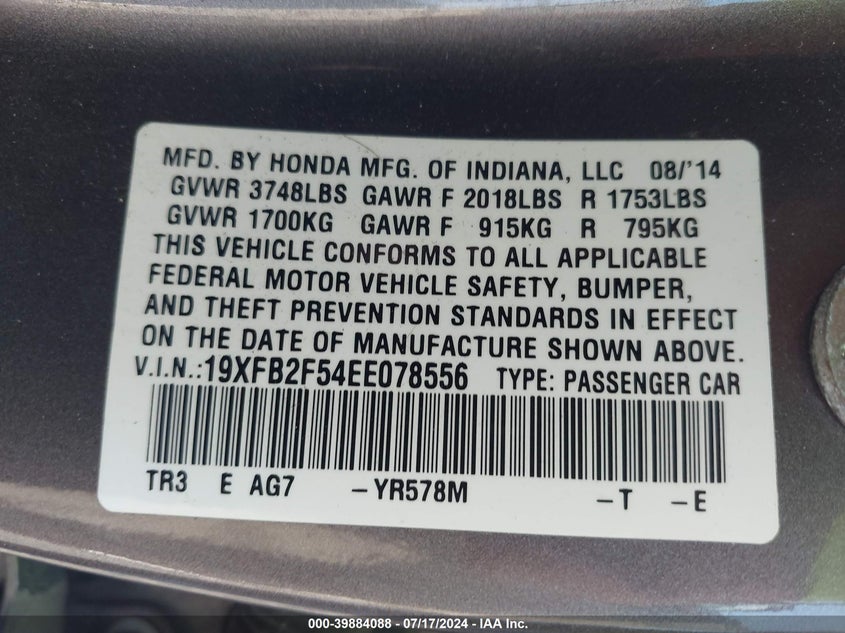 MFD. BY HONDA MFG. OF INDIANA, LLC 08/'14
GVWR 3748LBS GAWR F 2018LBS R 1753LBS
GVWR 1700KG GAWR F 915KG R 795KG
THIS VEHICLE CONFORMS TO ALL APPLICABLE
FEDERAL MOTOR VEHICLE SAFETY, BUMPER,
AND THEFT PREVENTION STANDARDS IN EFFECT
ON THE DATE OF MANUFACTURE SHOWN ABOVE.
V.I.N.:19XFB2F54EE078556 TYPE: PASSENGER CAR
TR3 E AG7 -YR578M -T -E
000-39884088 - 07/17/2024 - IAA Inc.